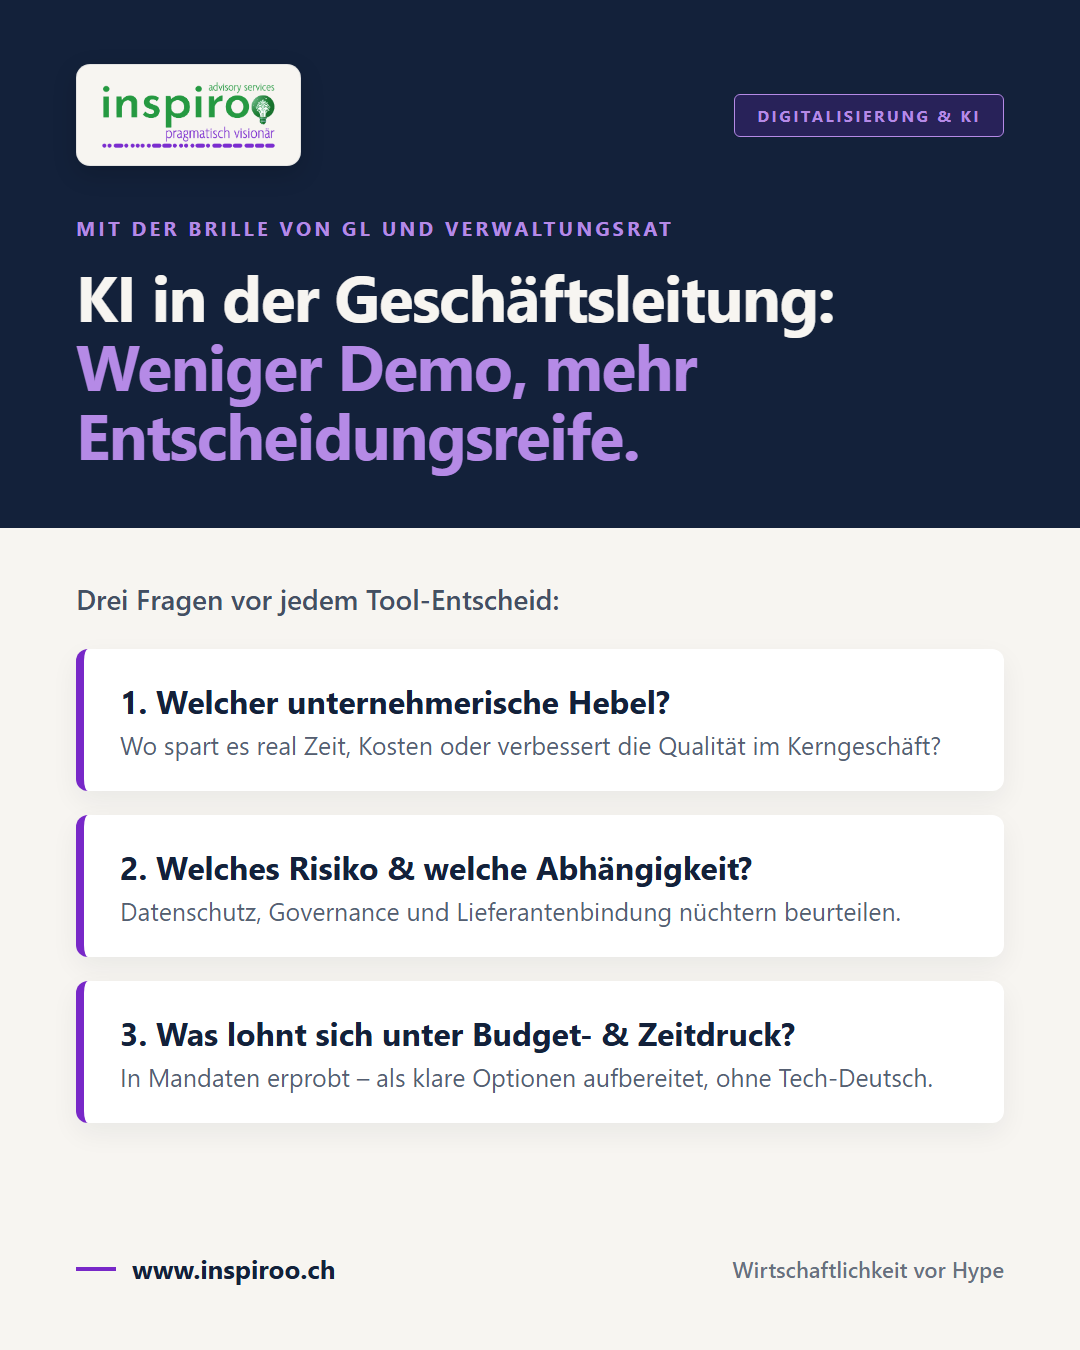 advisory services
inspiroo
pragmatisch visionär
DIGITALISIERUNG & KI
MIT DER BRILLE VON GL UND VERWALTUNGSRAT
KI in der Geschäftsleitung:
Weniger Demo, mehr
Entscheidungsreife.
Drei Fragen vor jedem Tool-Entscheid:
1. Welcher unternehmerische Hebel?
Wo spart es real Zeit, Kosten oder verbessert die Qualität im Kerngeschäft?
2. Welches Risiko & welche Abhängigkeit?
Datenschutz, Governance und Lieferantenbindung nüchtern beurteilen.
3. Was lohnt sich unter Budget- & Zeitdruck?
In Mandaten erprobt – als klare Optionen aufbereitet, ohne Tech-Deutsch.
www.inspiroo.ch
Wirtschaftlichkeit vor Hype